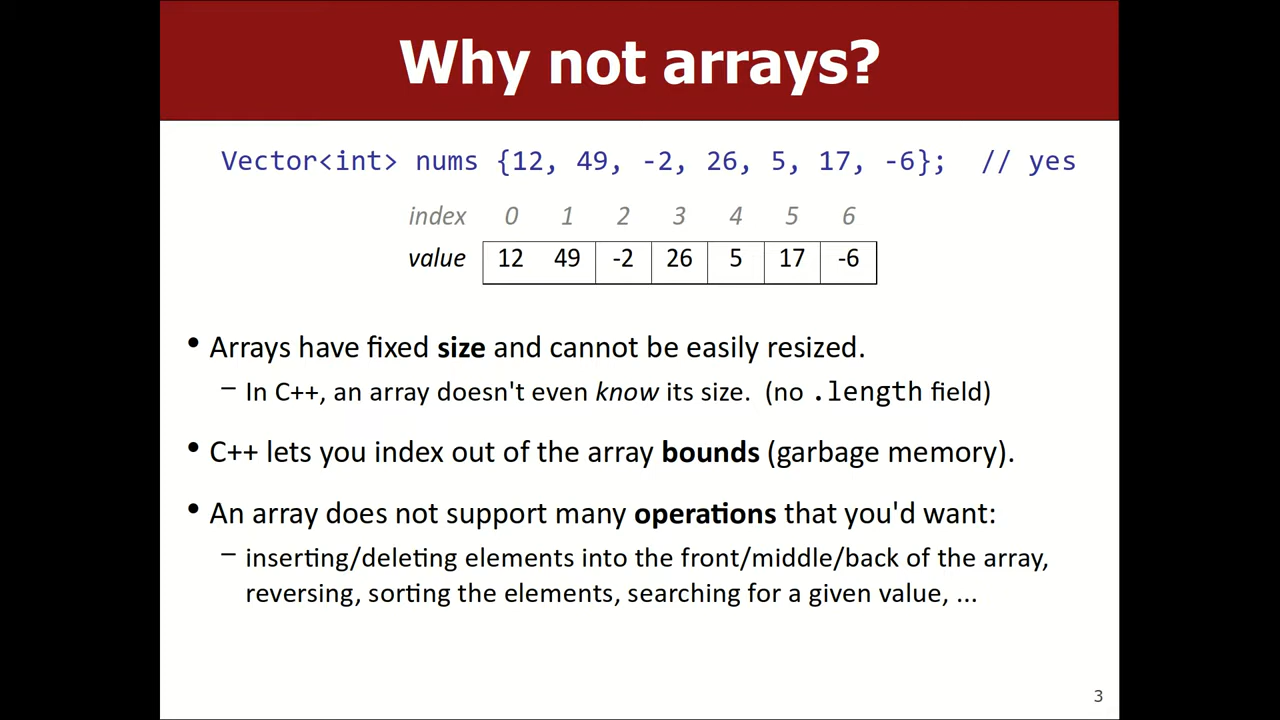 Why not arrays?
Vector<int> nums {12, 49, -2, 26, 5, 17, -6};  // yes
index 0 1 2 3 4 5 6
value 12 49 -2 26 5 17 -6
• Arrays have fixed size and cannot be easily resized.
– In C++, an array doesn't even know its size.  (no .length field)
• C++ lets you index out of the array bounds (garbage memory).
• An array does not support many operations that you'd want:
– inserting/deleting elements into the front/middle/back of the array,
reversing, sorting the elements, searching for a given value, ...
3